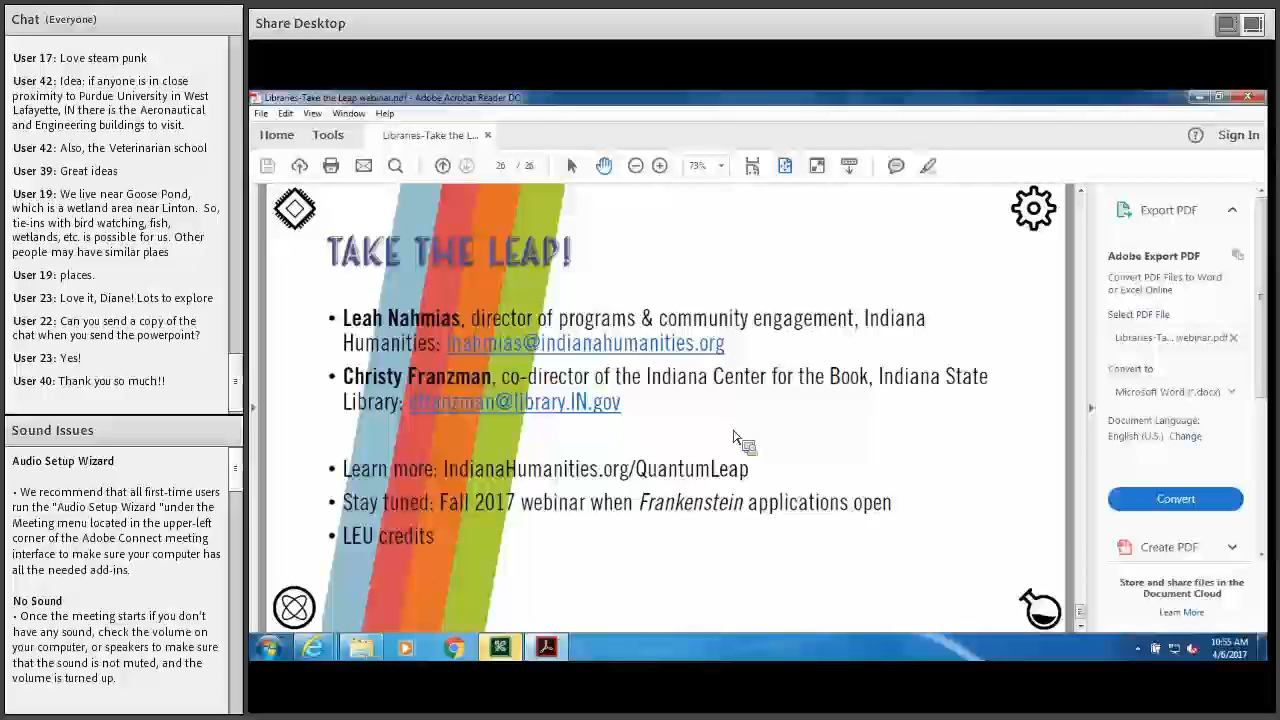 Chat (Everyone)
User 17: Love steam punk
User 42: Idea: if anyone is in close
proximity to Purdue University in West
Lafayette, IN there is the Aeronautical
and Engineering buildings to visit.
User 42: Also, the Veterinarian school
User 39: Great ideas
User 19: We live near Goose Pond,
which is a wetland area near Linton. So,
tie-ins with bird watching, fish,
wetlands, etc. is possible for us. Other
people may have similar plaes
User 19: places.
User 23: Love it, Diane! Lots to explore
User 22: Can you send a copy of the
chat when you send the powerpoint?
User 23: Yes!
User 40: Thank you so much!!
Sound Issues
Audio Setup Wizard
• We recommend that all first-time users
run the "Audio Setup Wizard "under the
Meeting menu located in the upper-left
corner of the Adobe Connect meeting
interface to make sure your computer has
all the needed add-ins.
No Sound
• Once the meeting starts if you don't
have any sound, check the volume on
your computer, or speakers to make sure
that the sound is not muted, and the
volume is turned up.
Share Desktop
Libraries-Take the Leap webinar.pdf - Adobe Acrobat Reader DC
File Edit View Window Help
Home Tools Libraries-Take the L... × Sign In
26 / 26 73%
TAKE THE LEAP!
• Leah Nahmias, director of programs & community engagement, Indiana
Humanities: lnahmias@indianahumanities.org
• Christy Franzman, co-director of the Indiana Center for the Book, Indiana State
Library: cfranzman@library.IN.gov
• Learn more: IndianaHumanities.org/QuantumLeap
• Stay tuned: Fall 2017 webinar when Frankenstein applications open
• LEU credits
Export PDF
Adobe Export PDF
Convert PDF Files to Word
or Excel Online
Select PDF File
Libraries-Ta... webinar.pdf
Convert to
Microsoft Word (*.docx)
Document Language:
English (U.S.) Change
Convert
Create PDF
Store and share files in the
Document Cloud
Learn More
10:55 AM
4/6/2017